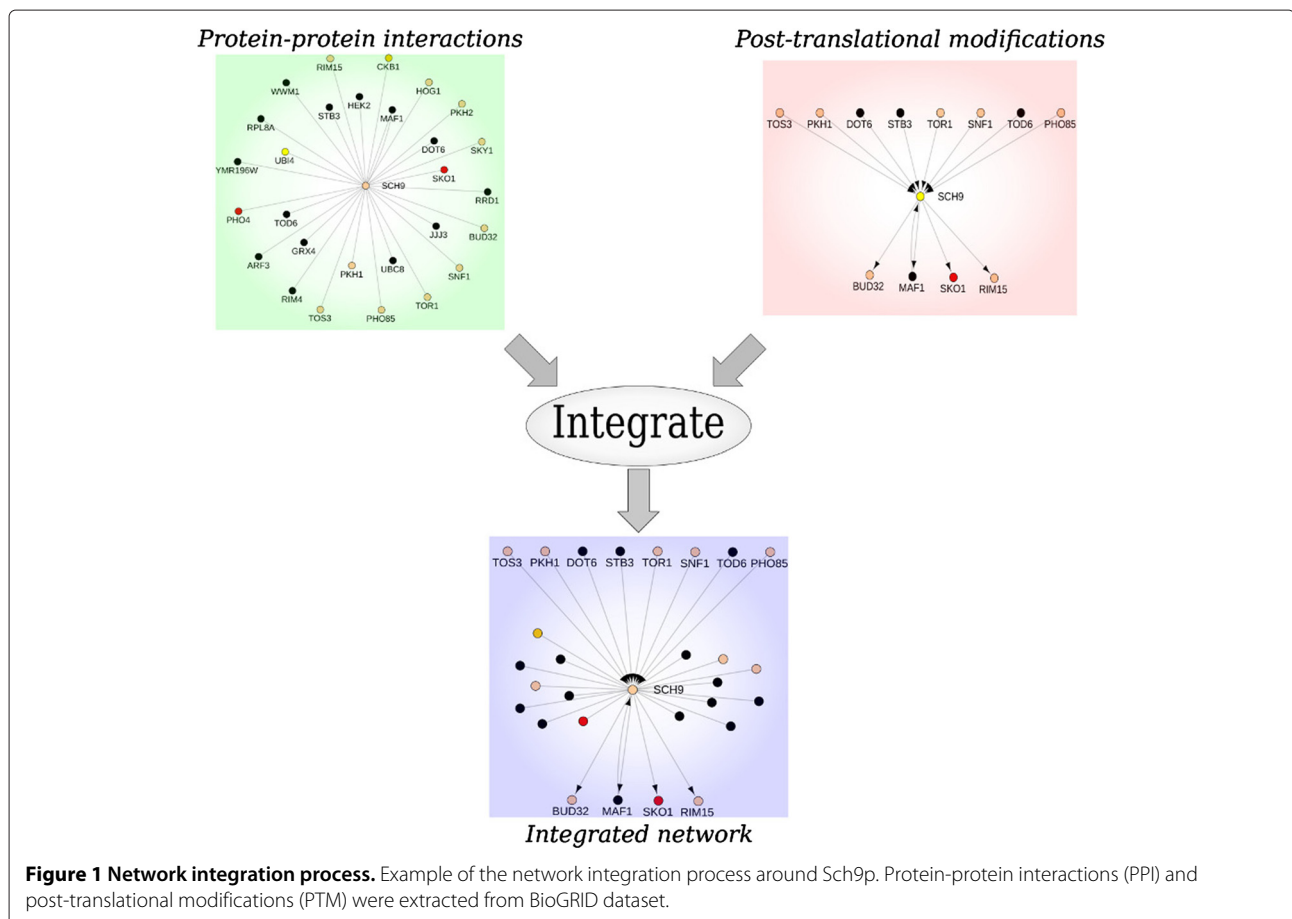 Protein-protein interactions
Post-translational modifications
RIM15
CKB1
WWM1
HEK2
HOG1
STB3
MAF1
PKH2
RPL8A
DOT6
SKY1
UBI4
YMR196W
SKO1
SCH9
RRD1
PHO4
TOD6
JJJ3
BUD32
GRX4
ARF3
PKH1
UBC8
SNF1
RIM4
TOR1
TOS3
PHO85
TOS3 PKH1 DOT6 STB3 TOR1 SNF1 TOD6 PHO85
SCH9
BUD32 MAF1 SKO1 RIM15
Integrate
TOS3 PKH1 DOT6 STB3 TOR1 SNF1 TOD6 PHO85
SCH9
BUD32 MAF1 SKO1 RIM15
Integrated network
Figure 1 Network integration process. Example of the network integration process around Sch9p. Protein-protein interactions (PPI) and
post-translational modifications (PTM) were extracted from BioGRID dataset.